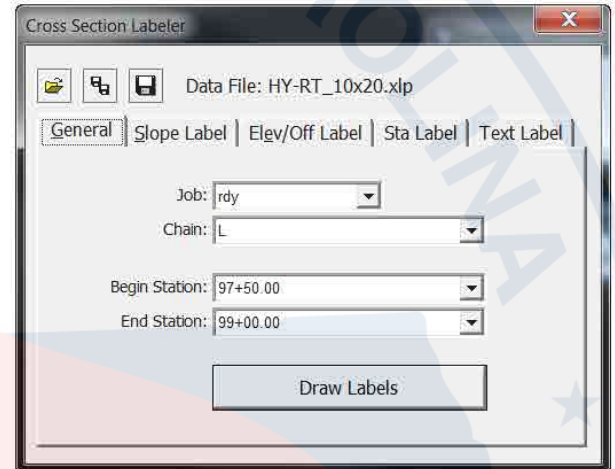 Cross Section Labeler
Data File: HY-RT_10x20.xlp
General Slope Label Elev/Off Label Sta Label Text Label
Job: rdy
Chain: L
Begin Station: 97+50.00
End Station: 99+00.00
Draw Labels
OLINA